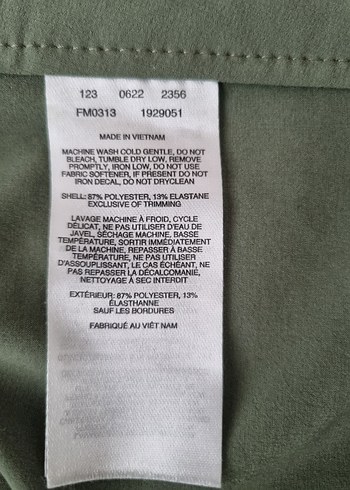 123 0622 2356
FM0313 1929051
MADE IN VIETNAM
MACHINE WASH COLD GENTLE, DO NOT
BLEACH, TUMBLE DRY LOW, REMOVE
PROMPTLY, IRON LOW, DO NOT USE
FABRIC SOFTENER, IF PRESENT DO NOT
IRON DECAL, DO NOT DRYCLEAN
SHELL: 87% POLYESTER, 13% ELASTANE
EXCLUSIVE OF TRIMMING
LAVAGE MACHINE À FROID, CYCLE
DÉLICAT, NE PAS UTILISER D'EAU DE
JAVEL, SÉCHAGE MACHINE, BASSE
TEMPÉRATURE, SORTIR IMMÉDIATEMENT
DE LA MACHINE, REPASSER À BASSE
TEMPÉRATURE, NE PAS UTILISER
D'ASSOUPLISSANT, LE CAS ÉCHÉANT, NE
PAS REPASSER LA DÉCALCOMANIE,
NETTOYAGE À SEC INTERDIT
EXTÉRIEUR: 87% POLYESTER, 13%
ÉLASTHANNE
SAUF LES BORDURES
FABRIQUÉ AU VIÊT NAM